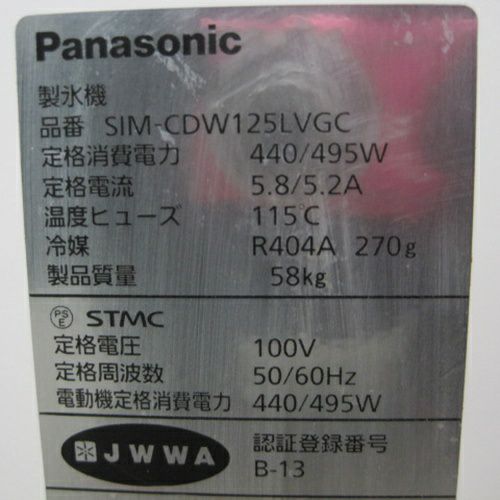 Panasonic
製氷機
品番 SIM-CDW125LVGC
定格消費電力 440/495W
定格電流 5.8/5.2A
温度ヒューズ 115℃
冷媒 R404A 270g
製品質量 58kg
PSE STMC
定格電圧 100V
定格周波数 50/60Hz
電動機定格消費電力 440/495W
JWWA 認証登録番号
B-13